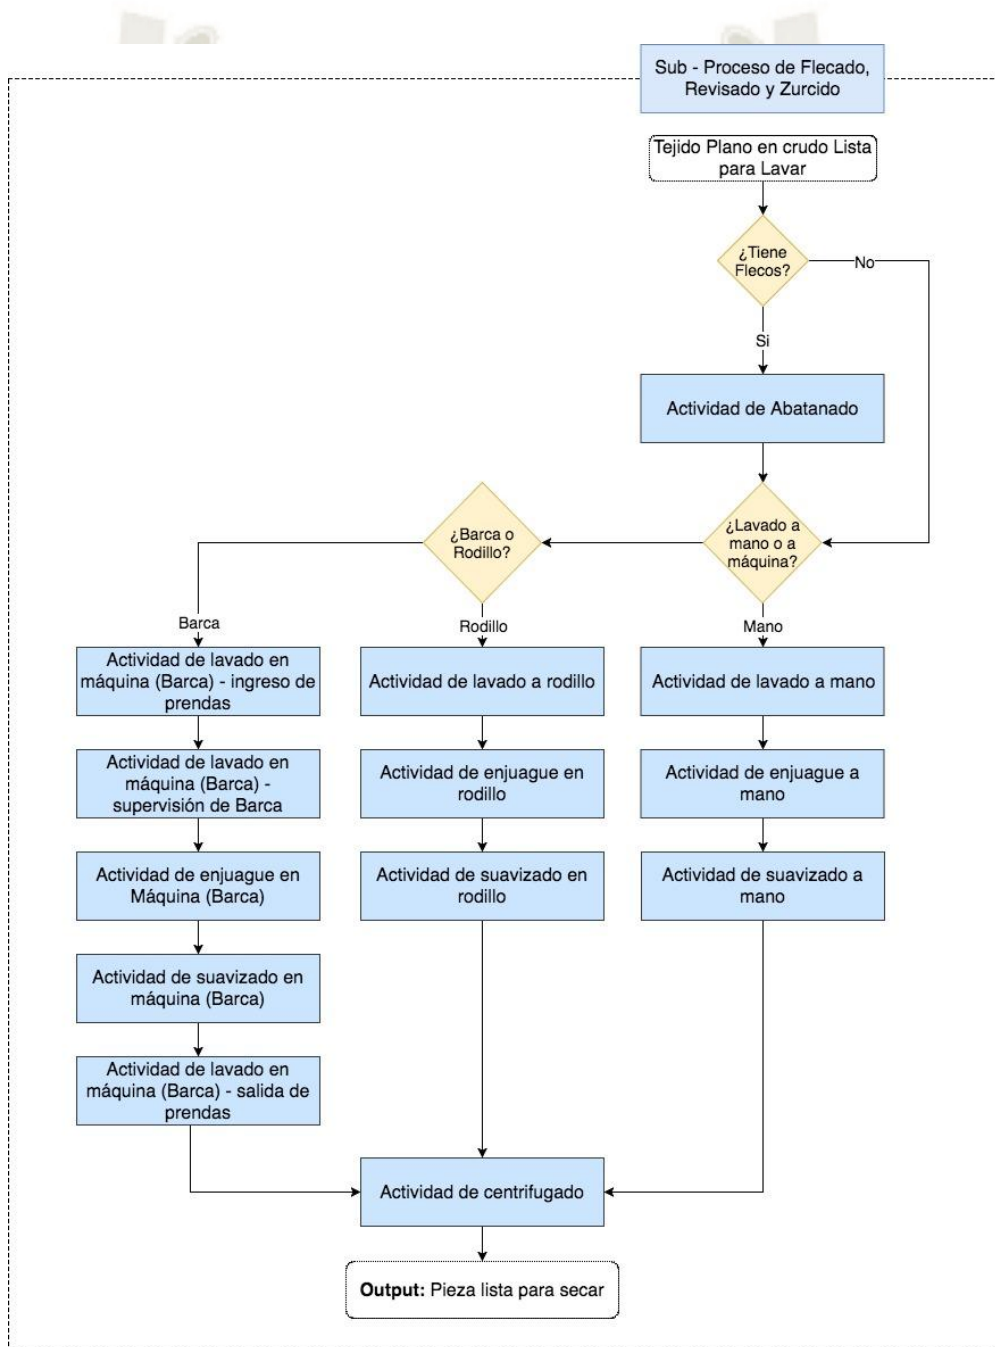 Sub - Proceso de Flecado,
Revisado y Zurcido
Tejido Plano en crudo Lista
para Lavar
¿Tiene
Flecos?
No
Si
Actividad de Abatanado
¿Barca o
Rodillo?
¿Lavado a
mano o a
máquina?
Barca
Rodillo
Mano
Actividad de lavado en
máquina (Barca) - ingreso de
prendas
Actividad de lavado a rodillo
Actividad de lavado a mano
Actividad de lavado en
máquina (Barca) -
supervisión de Barca
Actividad de enjuague en
rodillo
Actividad de enjuague a
mano
Actividad de enjuague en
Máquina (Barca)
Actividad de suavizado en
rodillo
Actividad de suavizado a
mano
Actividad de suavizado en
máquina (Barca)
Actividad de lavado en
máquina (Barca) - salida de
prendas
Actividad de centrifugado
Output: Pieza lista para secar